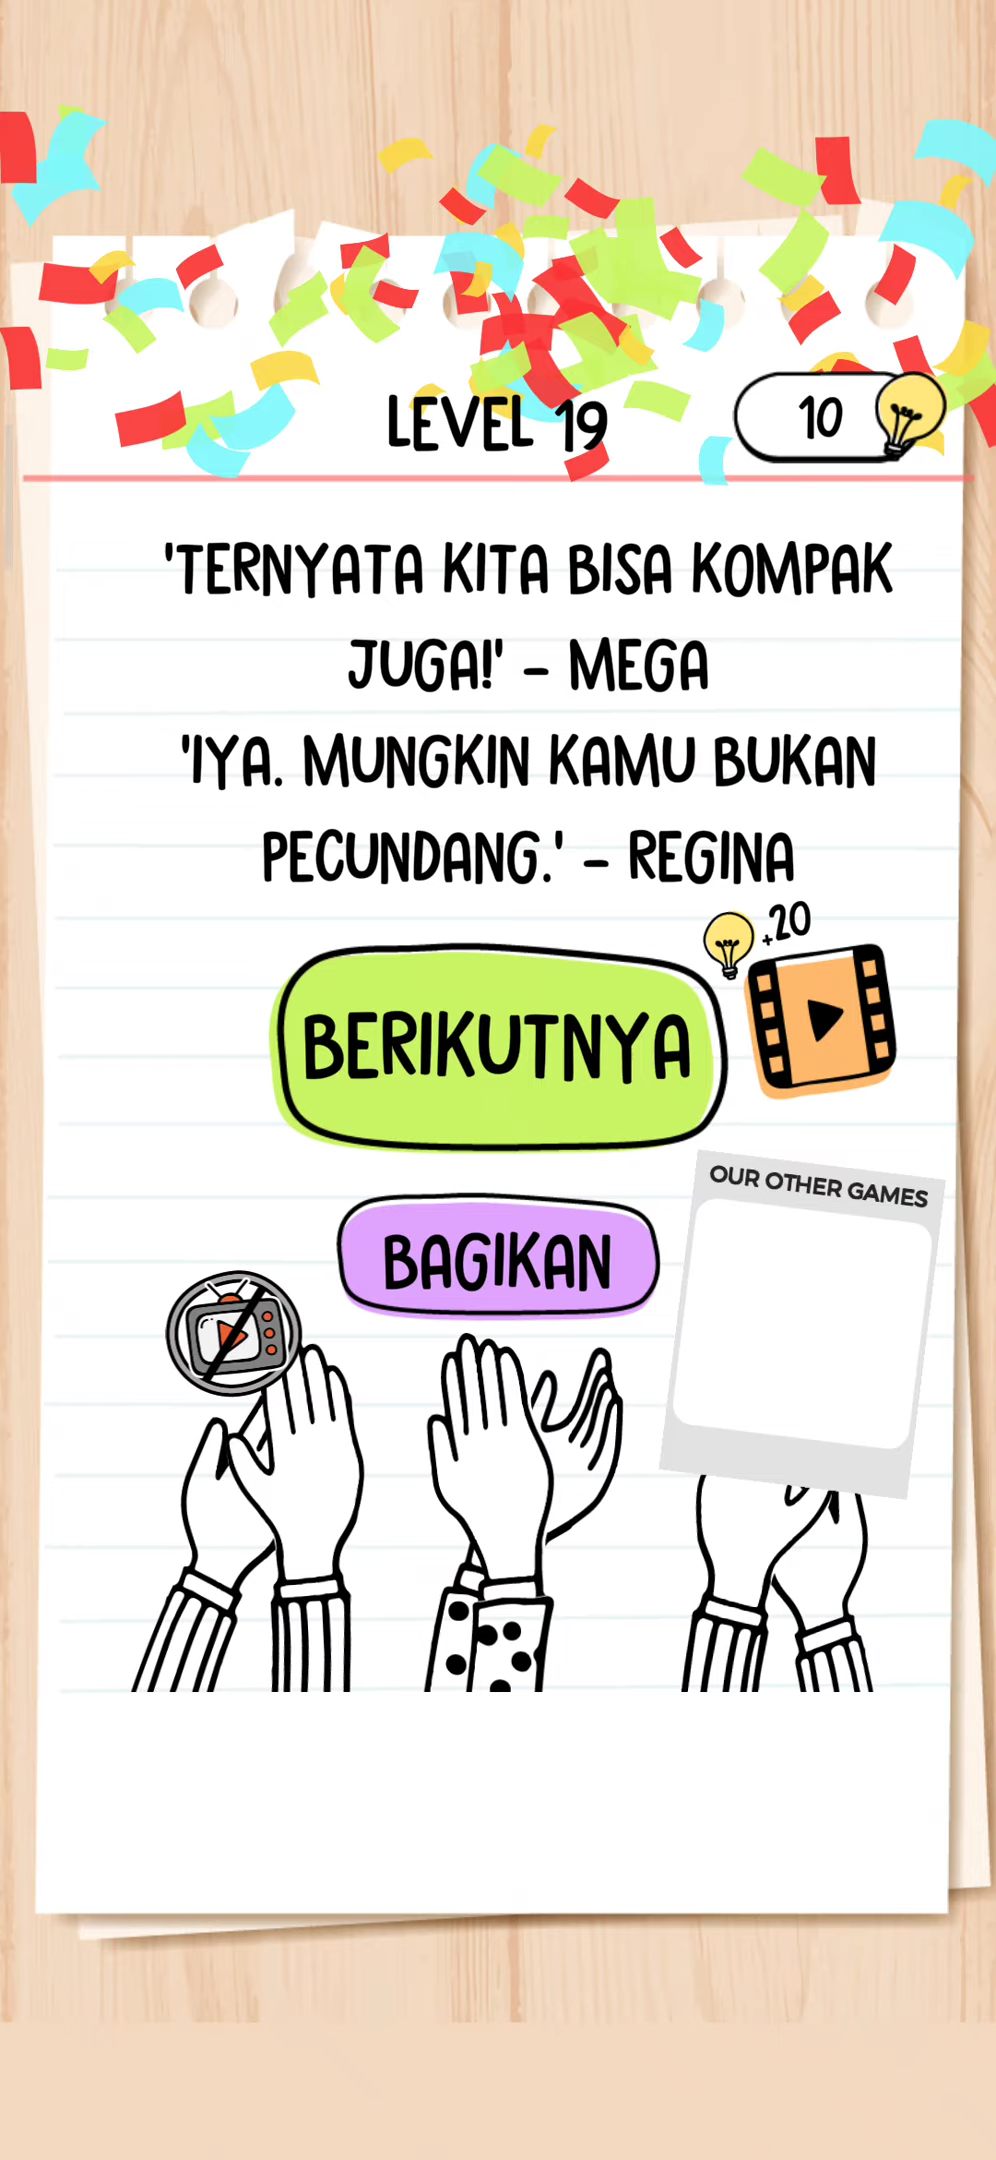 LEVEL 19
10
'TERNYATA KITA BISA KOMPAK
JUGA!' - MEGA
'IYA. MUNGKIN KAMU BUKAN
PECUNDANG.' - REGINA
+20
BERIKUTNYA
OUR OTHER GAMES
BAGIKAN